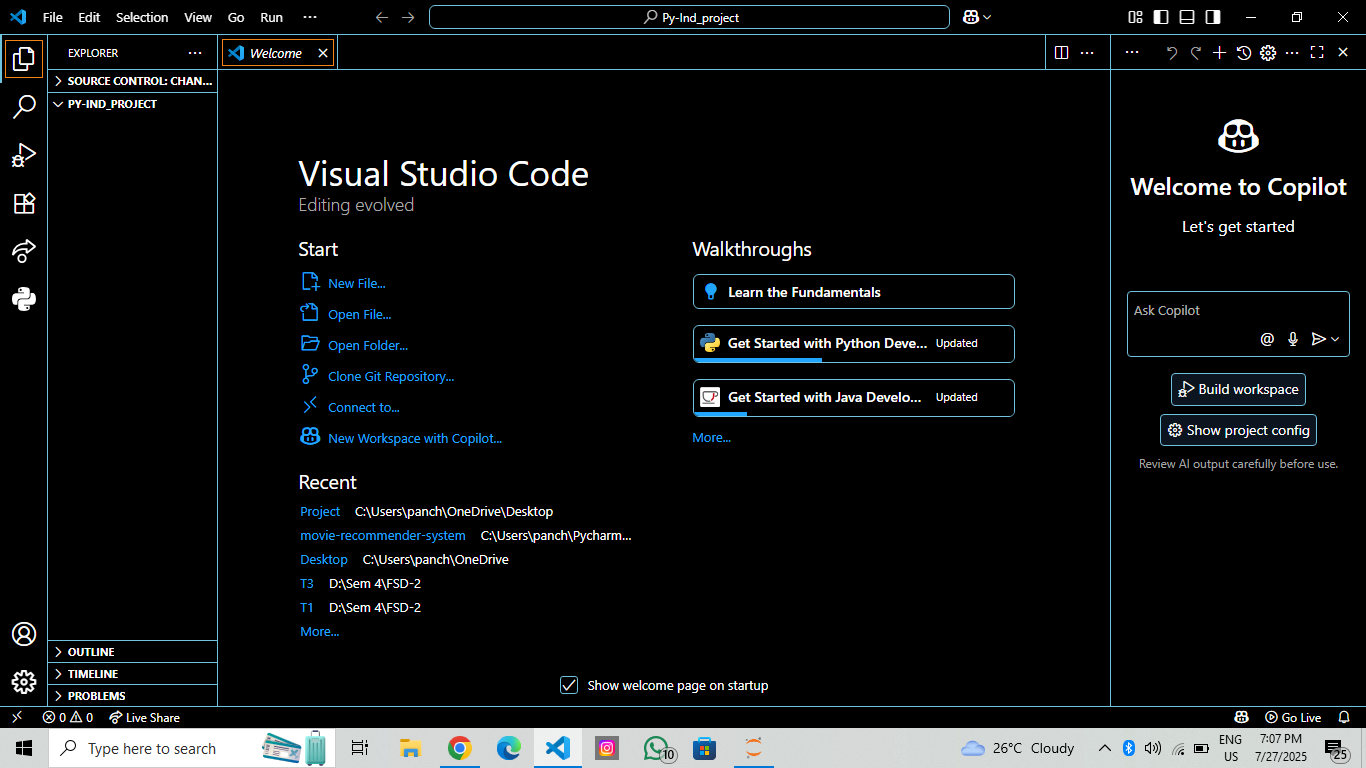 File Edit Selection View Go Run ···
Py-Ind_project
EXPLORER ···
SOURCE CONTROL: CHAN...
PY-IND_PROJECT
OUTLINE
TIMELINE
PROBLEMS
Welcome
Visual Studio Code
Editing evolved
Start
New File...
Open File...
Open Folder...
Clone Git Repository...
Connect to...
New Workspace with Copilot...
Recent
Project C:\Users\panch\OneDrive\Desktop
movie-recommender-system C:\Users\panch\Pycharm...
Desktop C:\Users\panch\OneDrive
T3 D:\Sem 4\FSD-2
T1 D:\Sem 4\FSD-2
More...
Walkthroughs
Learn the Fundamentals
Get Started with Python Deve... Updated
Get Started with Java Develo... Updated
More...
Show welcome page on startup
Welcome to Copilot
Let's get started
Ask Copilot
@
Build workspace
Show project config
Review AI output carefully before use.
0 0 Live Share
Go Live
Type here to search
10
26°C Cloudy
ENG
US
7:07 PM
7/27/2025
25